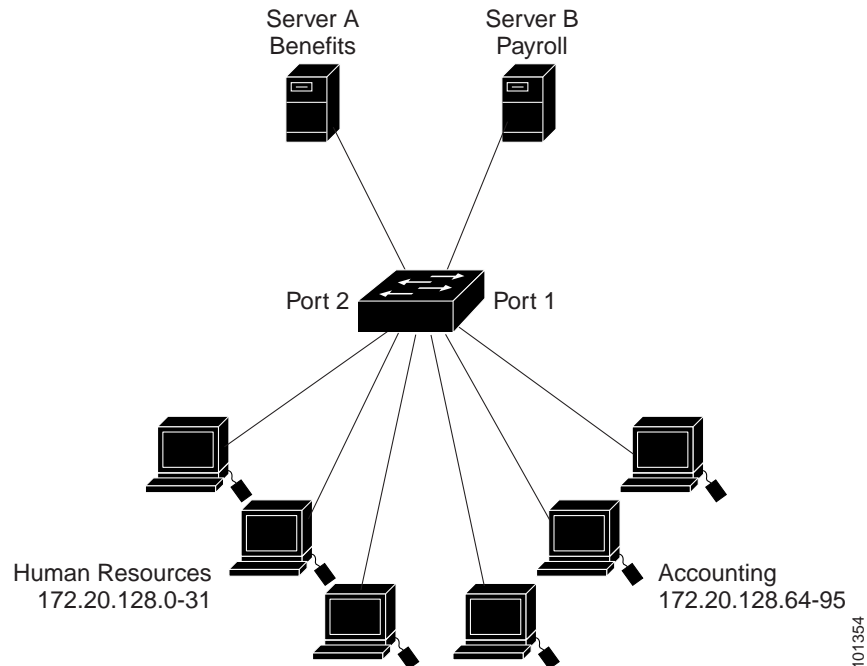 Server A
Benefits
Server B
Payroll
Port 2
Port 1
Human Resources
172.20.128.0-31
Accounting
172.20.128.64-95
101354